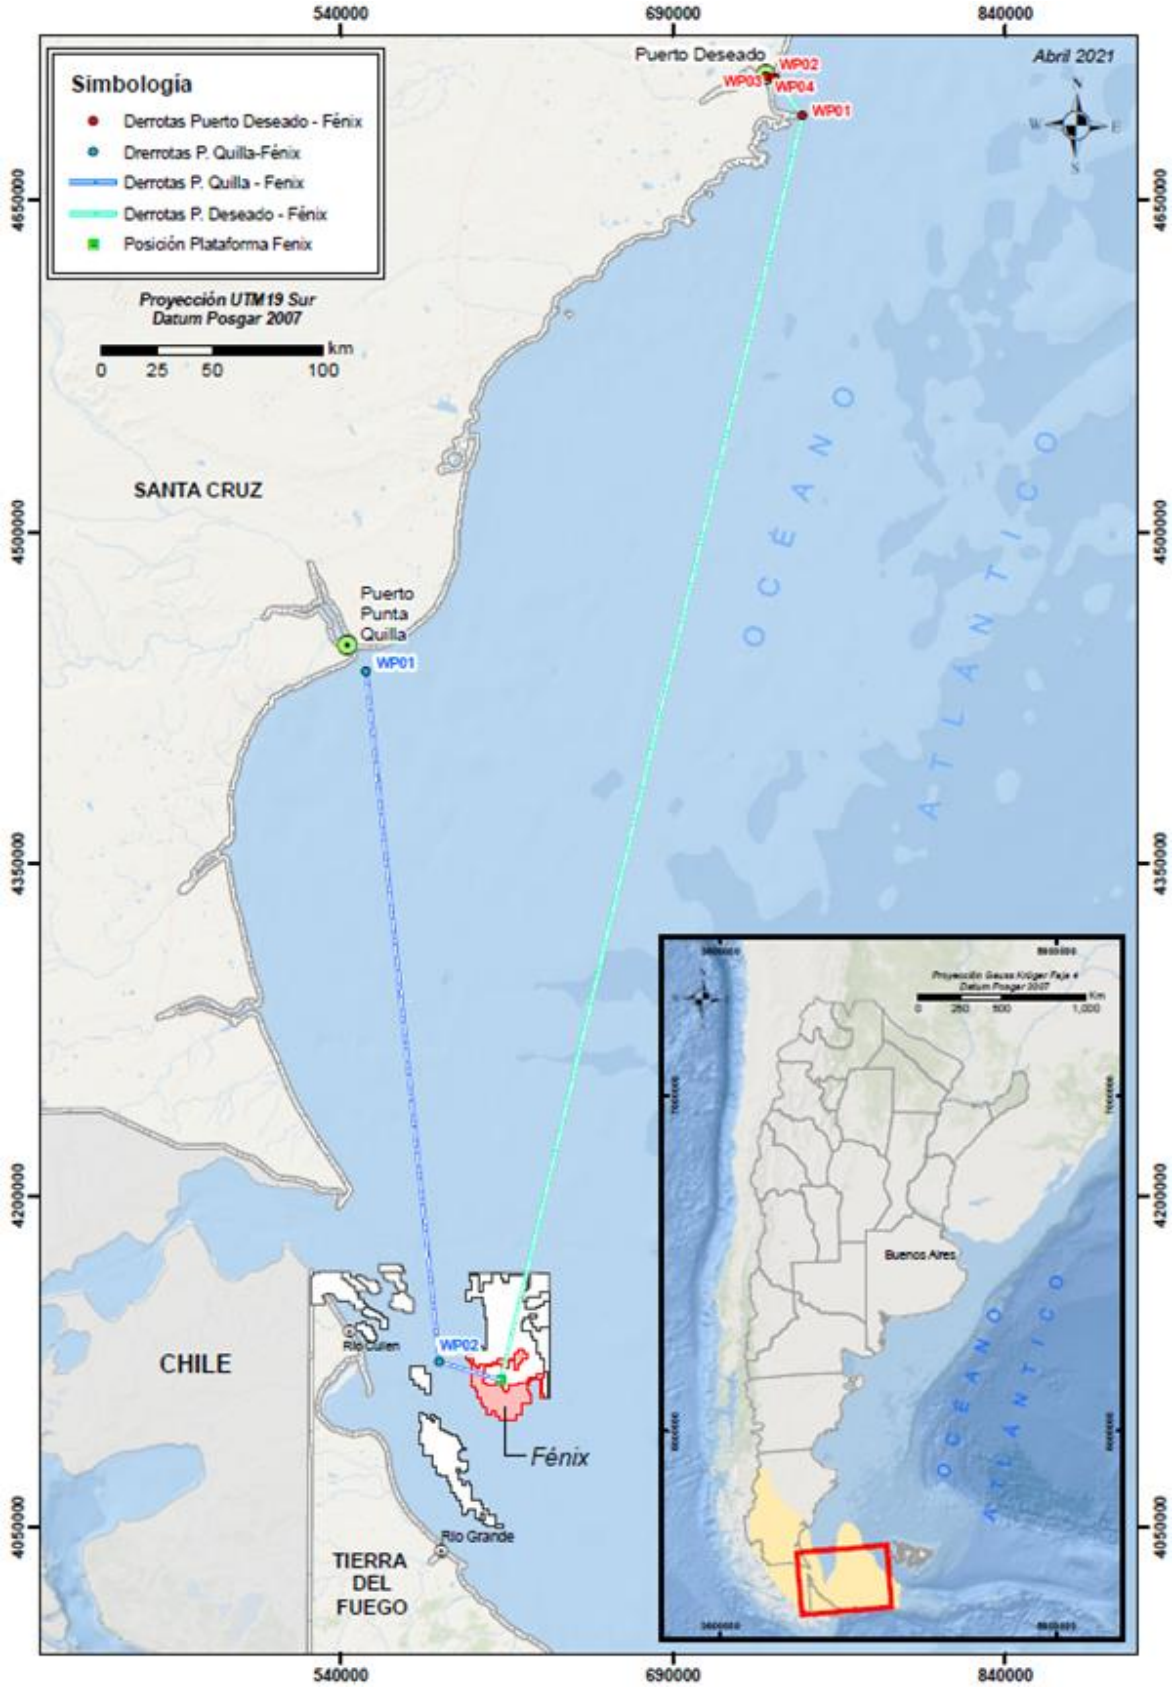 540000
690000
840000
Simbología
Derrotas Puerto Deseado - Fénix
Drerrotas P. Quilla-Fénix
Derrotas P. Quilla - Fenix
Derrotas P. Deseado - Fénix
Posición Plataforma Fenix
Proyección UTM19 Sur
Datum Posgar 2007
km
0 25 50 100
Puerto Deseado
WP02
WP03
WP04
WP01
Abril 2021
N
W E
S
4650000
4650000
OCÉANO
ATLÁNTICO
SANTA CRUZ
4500000
4500000
Puerto
Punta
Quilla
WP01
4350000
4350000
4200000
4200000
Río Cullen
WP02
CHILE
Fénix
Río Grande
TIERRA
DEL
FUEGO
4050000
4050000
Proyección Gauss Krüger Faja 4
Datum Posgar 2007
Km
0 250 500 1,000
Buenos Aires
OCÉANO
ATLÁNTICO
540000
690000
840000